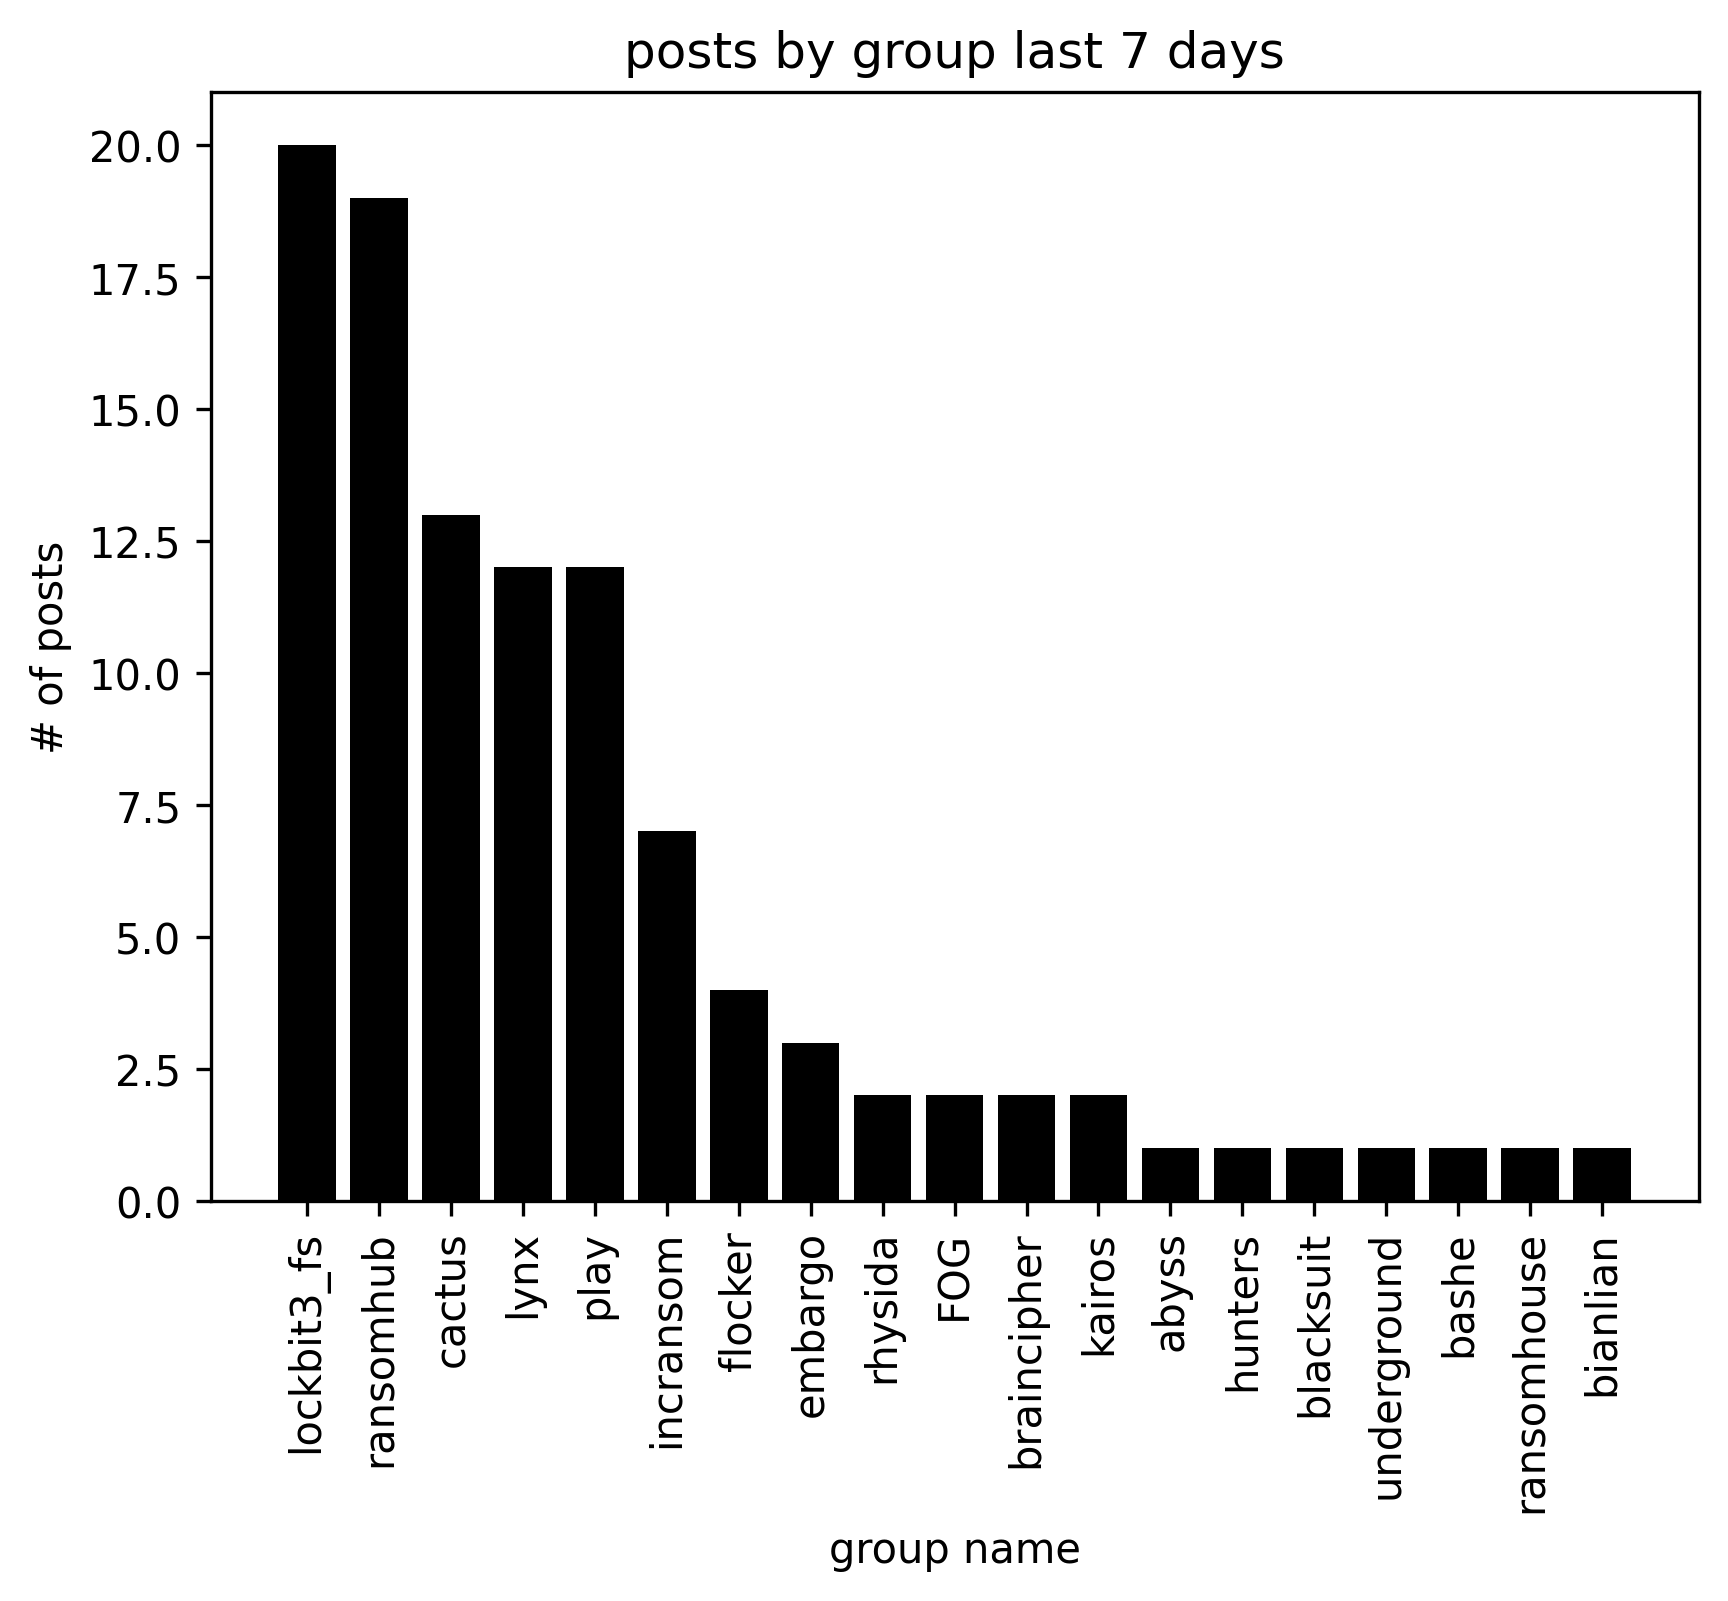 posts by group last 7 days
20.0
17.5
15.0
12.5
10.0
7.5
5.0
2.5
0.0
# of posts
lockbit3_fs
ransomhub
cactus
lynx
play
incransom
flocker
embargo
rhysida
FOG
braincipher
kairos
abyss
hunters
blacksuit
underground
bashe
ransomhouse
bianlian
group name